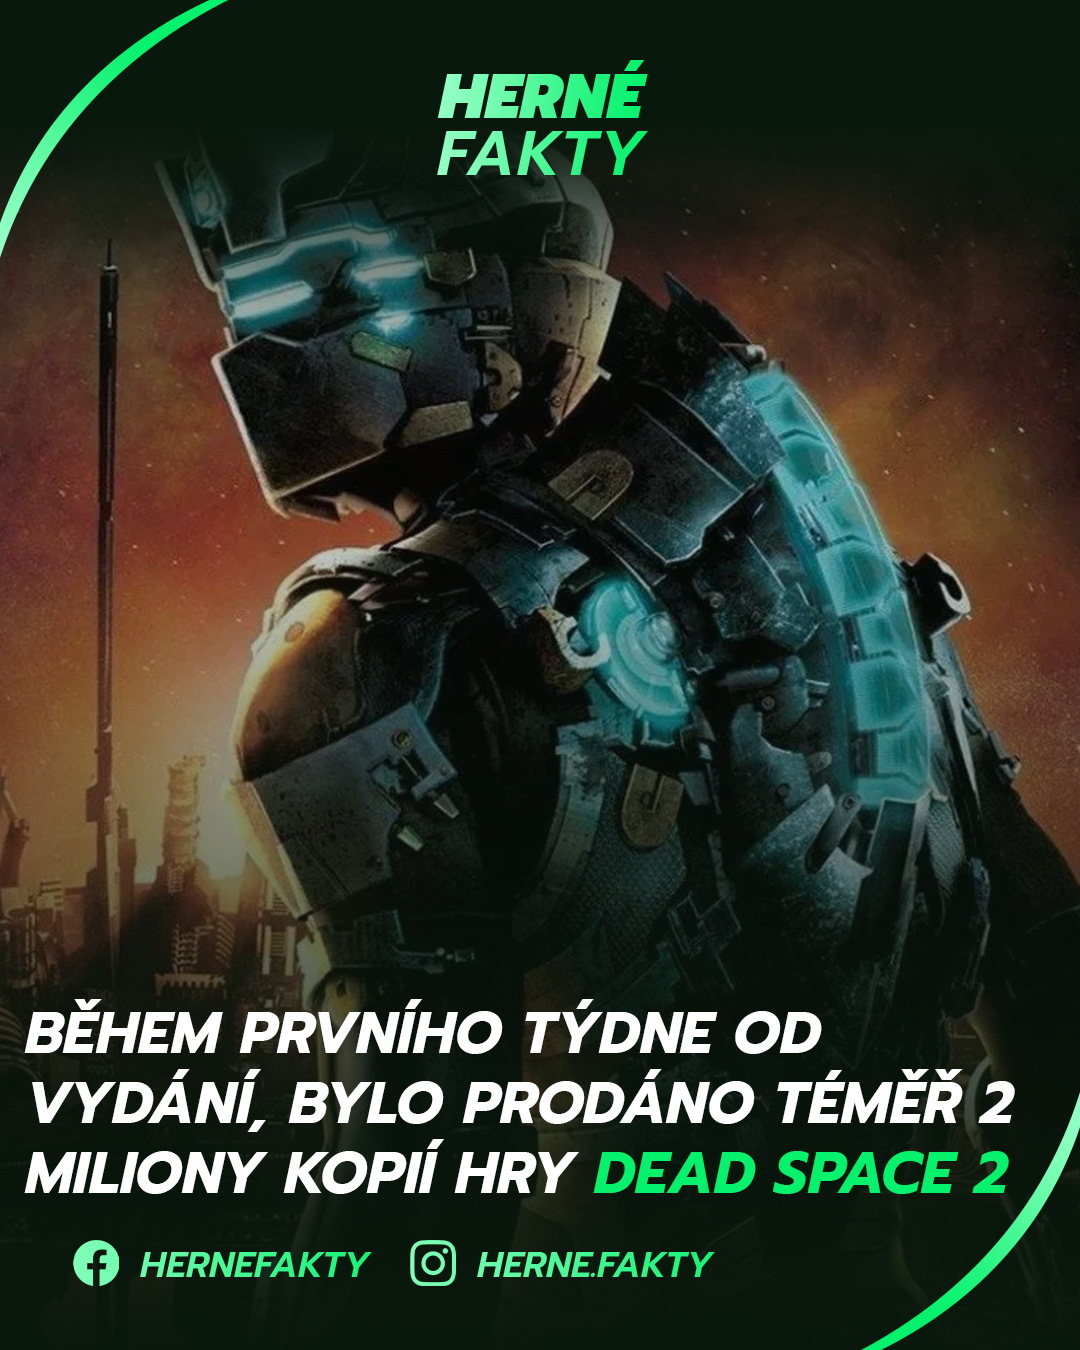 HERNÉ
FAKTY
BĚHEM PRVNÍHO TÝDNE OD
VYDÁNÍ, BYLO PRODÁNO TÉMĚŘ 2
MILIONY KOPIÍ HRY DEAD SPACE 2
HERNEFAKTY HERNE.FAKTY